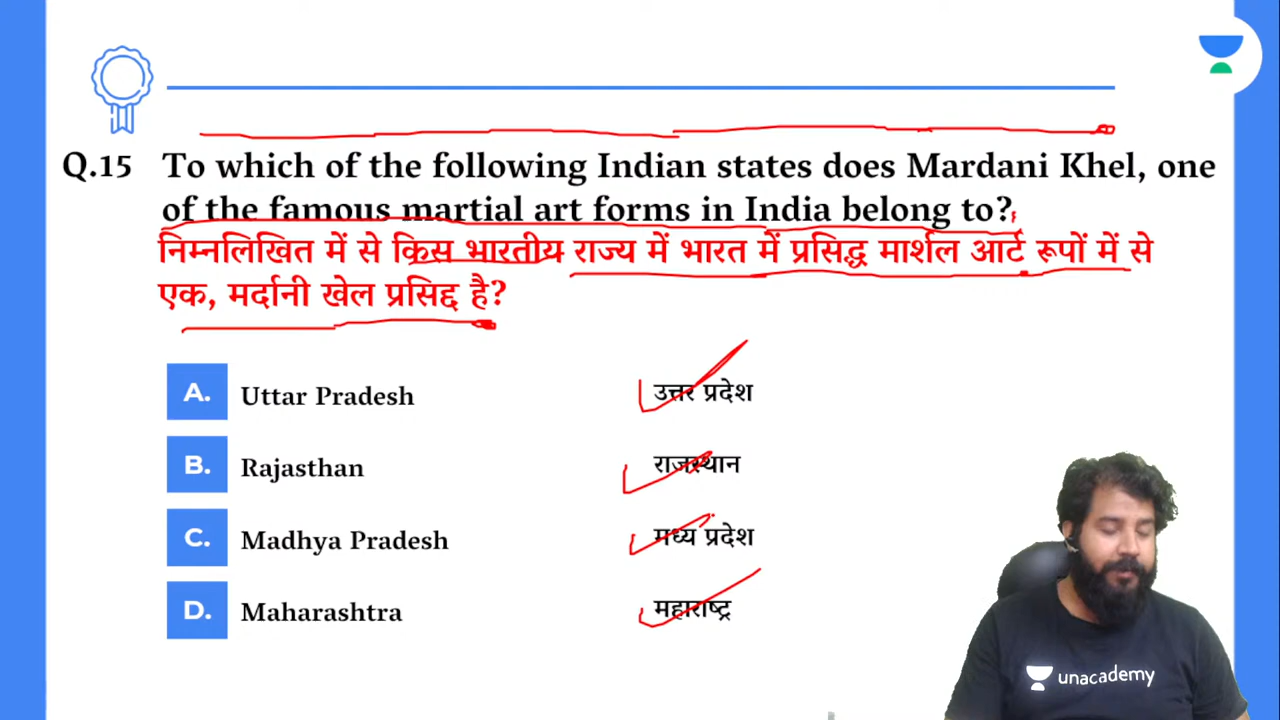 Q.15 To which of the following Indian states does Mardani Khel, one
of the famous martial art forms in India belong to?
निम्नलिखित में से किस भारतीय राज्य में भारत में प्रसिद्ध मार्शल आर्ट रूपों में से
एक, मर्दानी खेल प्रसिद्द है?
A. Uttar Pradesh उत्तर प्रदेश
B. Rajasthan राजस्थान
C. Madhya Pradesh मध्य प्रदेश
D. Maharashtra महाराष्ट्र
unacademy